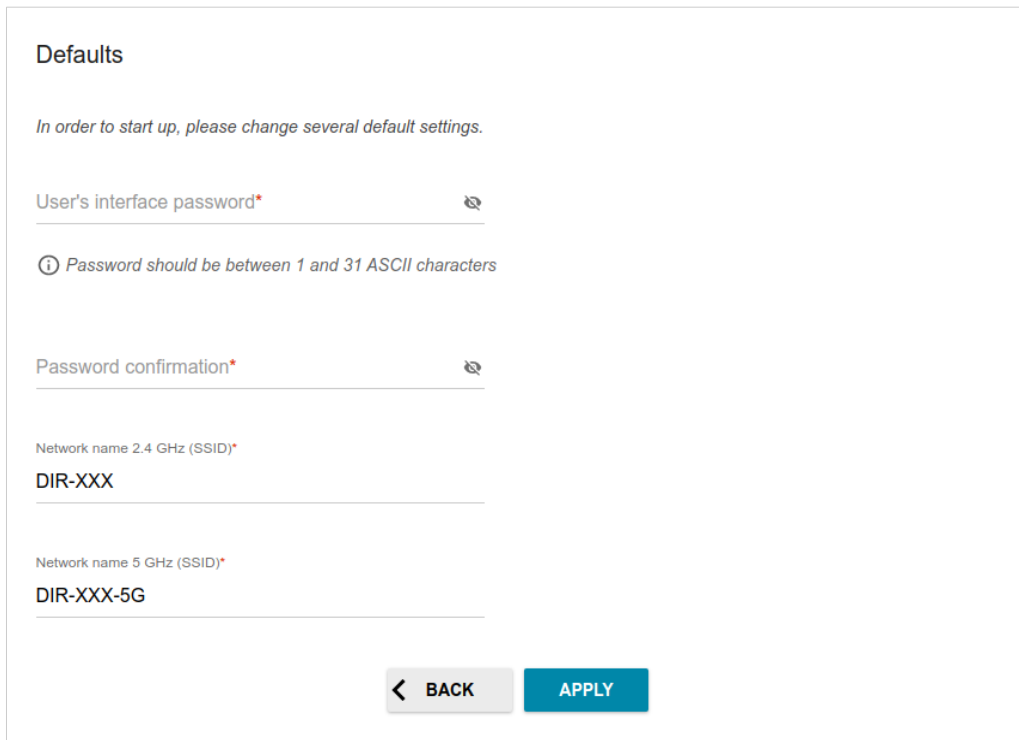 Defaults
In order to start up, please change several default settings.
User's interface password*
Password should be between 1 and 31 ASCII characters
Password confirmation*
Network name 2.4 GHz (SSID)*
DIR-XXX
Network name 5 GHz (SSID)*
DIR-XXX-5G
BACK APPLY